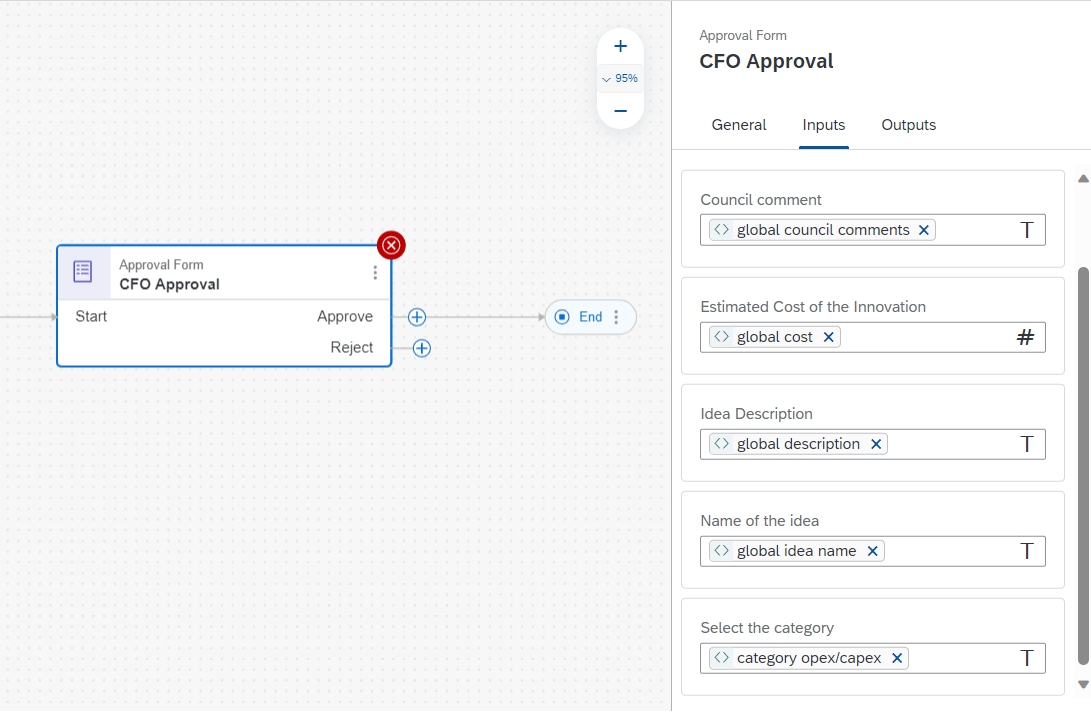 95%
Approval Form
CFO Approval
Start
Approve
Reject
End
Approval Form
CFO Approval
General Inputs Outputs
Council comment
global council comments
T
Estimated Cost of the Innovation
global cost
#
Idea Description
global description
T
Name of the idea
global idea name
T
Select the category
category opex/capex
T